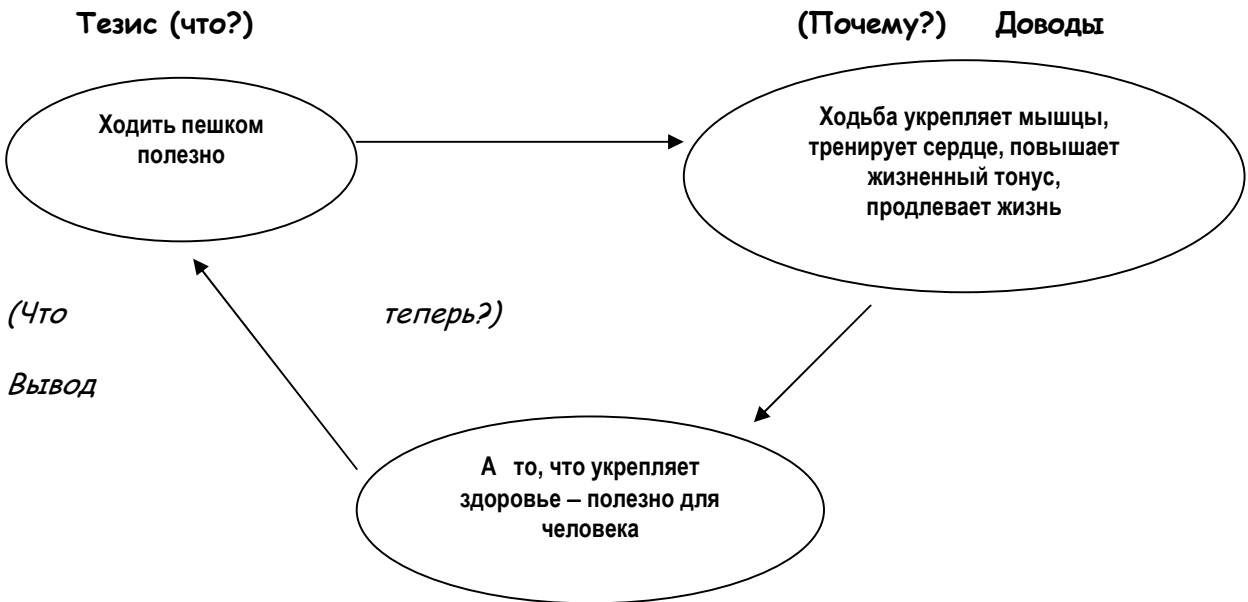 Тезис (что?) (Почему?) Доводы
Ходить пешком
полезно
Ходьба укрепляет мышцы,
тренирует сердце, повышает
жизненный тонус,
продлевает жизнь
(Что теперь?)
Вывод
А то, что укрепляет
здоровье – полезно для
человека